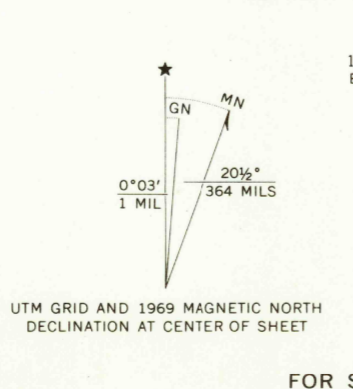 1
E
★
GN
MN
0°03'
1 MIL
20½°
364 MILS
UTM GRID AND 1969 MAGNETIC NORTH
DECLINATION AT CENTER OF SHEET
FOR S